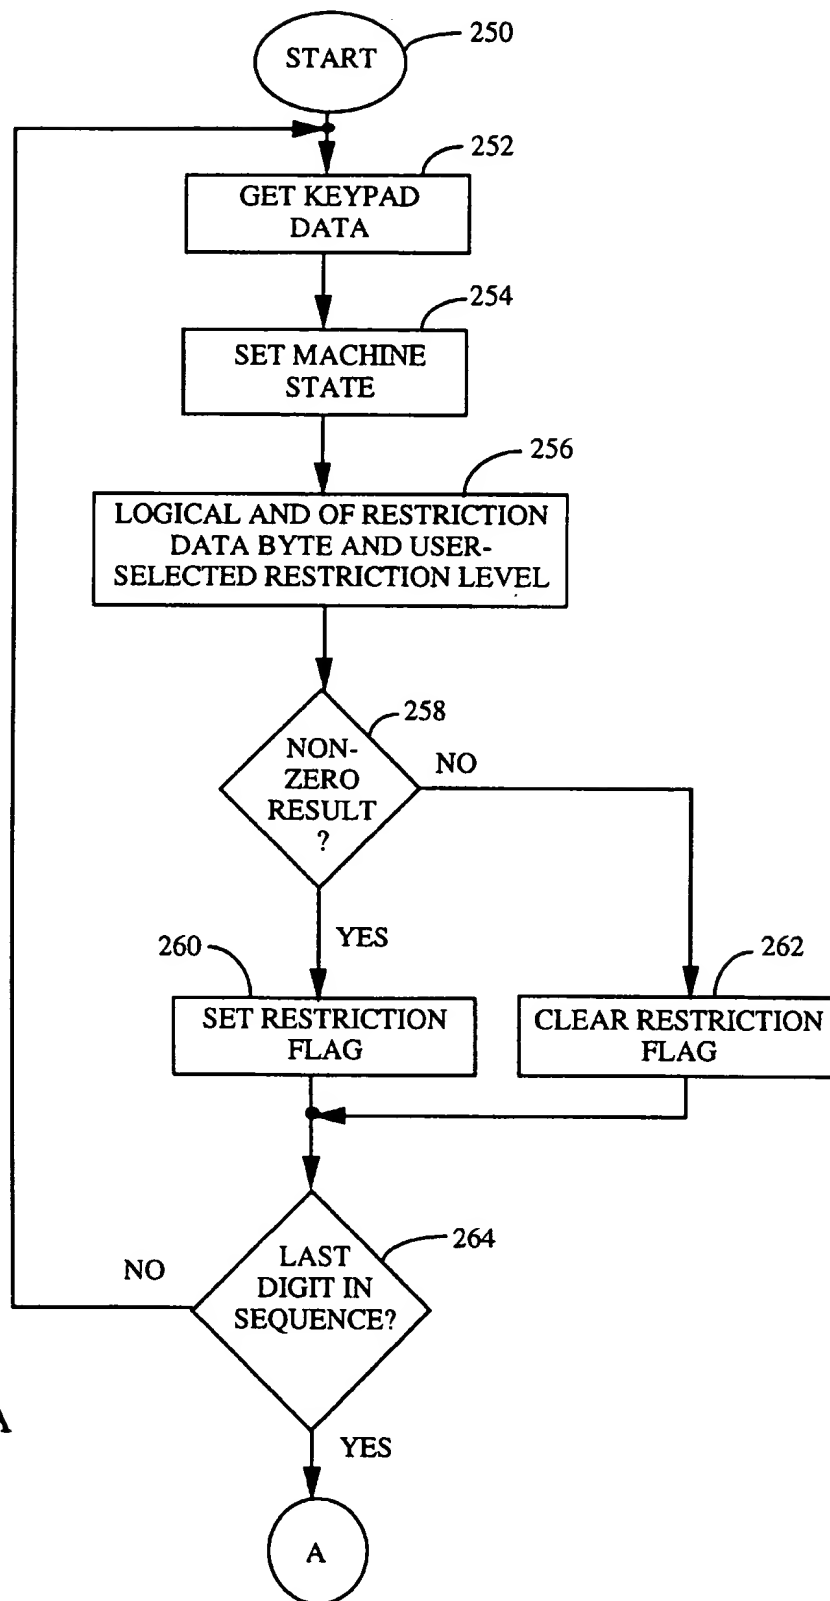 START
250
252
GET KEYPAD
DATA
254
SET MACHINE
STATE
256
LOGICAL AND OF RESTRICTION
DATA BYTE AND USER-
SELECTED RESTRICTION LEVEL
258
NON-
ZERO
RESULT
?
NO
YES
260
262
SET RESTRICTION
FLAG
CLEAR RESTRICTION
FLAG
264
LAST
DIGIT IN
SEQUENCE?
NO
A
YES
A